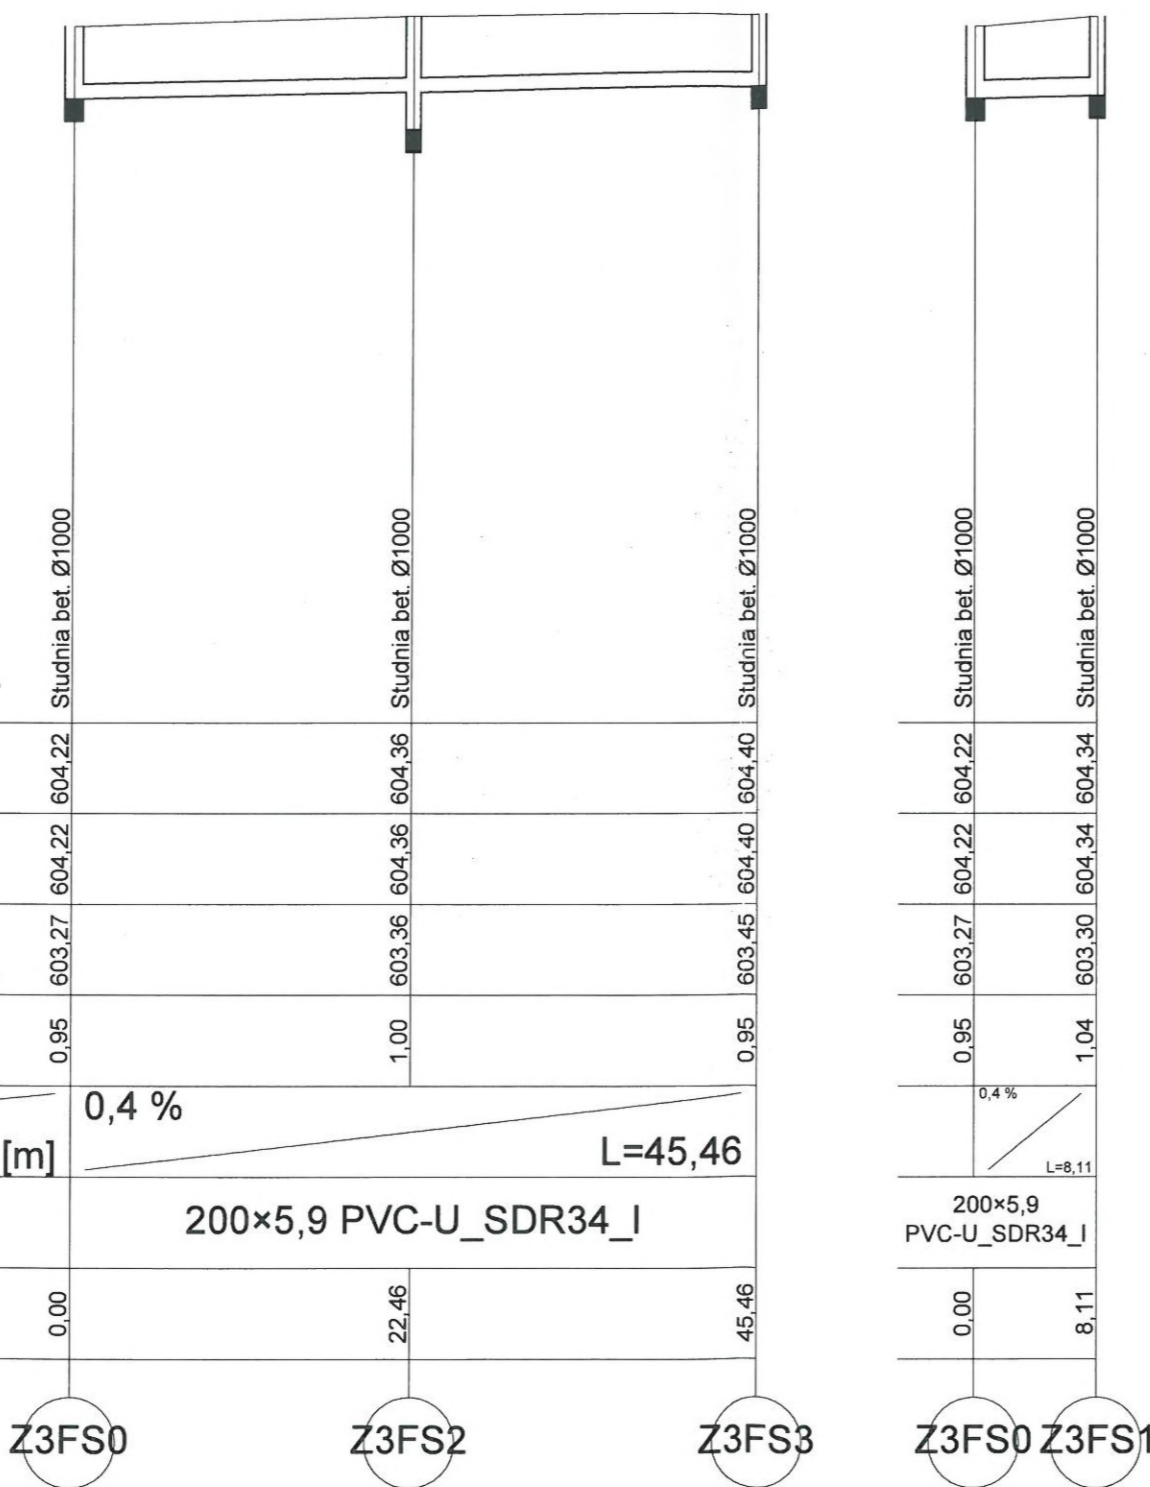 Studnia bet. Ø1000 Studnia bet. Ø1000 Studnia bet. Ø1000 Studnia bet. Ø1000 Studnia bet. Ø1000
604,22 604,36 604,40 604,22 604,34
604,22 604,36 604,40 604,22 604,34
603,27 603,36 603,45 603,27 603,30
0,95 1,00 0,95 0,95 1,04
0,4 % 0,4 %
[m] L=45,46 L=8,11
200×5,9 PVC-U_SDR34_I 200×5,9
PVC-U_SDR34_I
0,00 22,46 45,46 0,00 8,11
Z3FS0 Z3FS2 Z3FS3 Z3FS0 Z3FS1